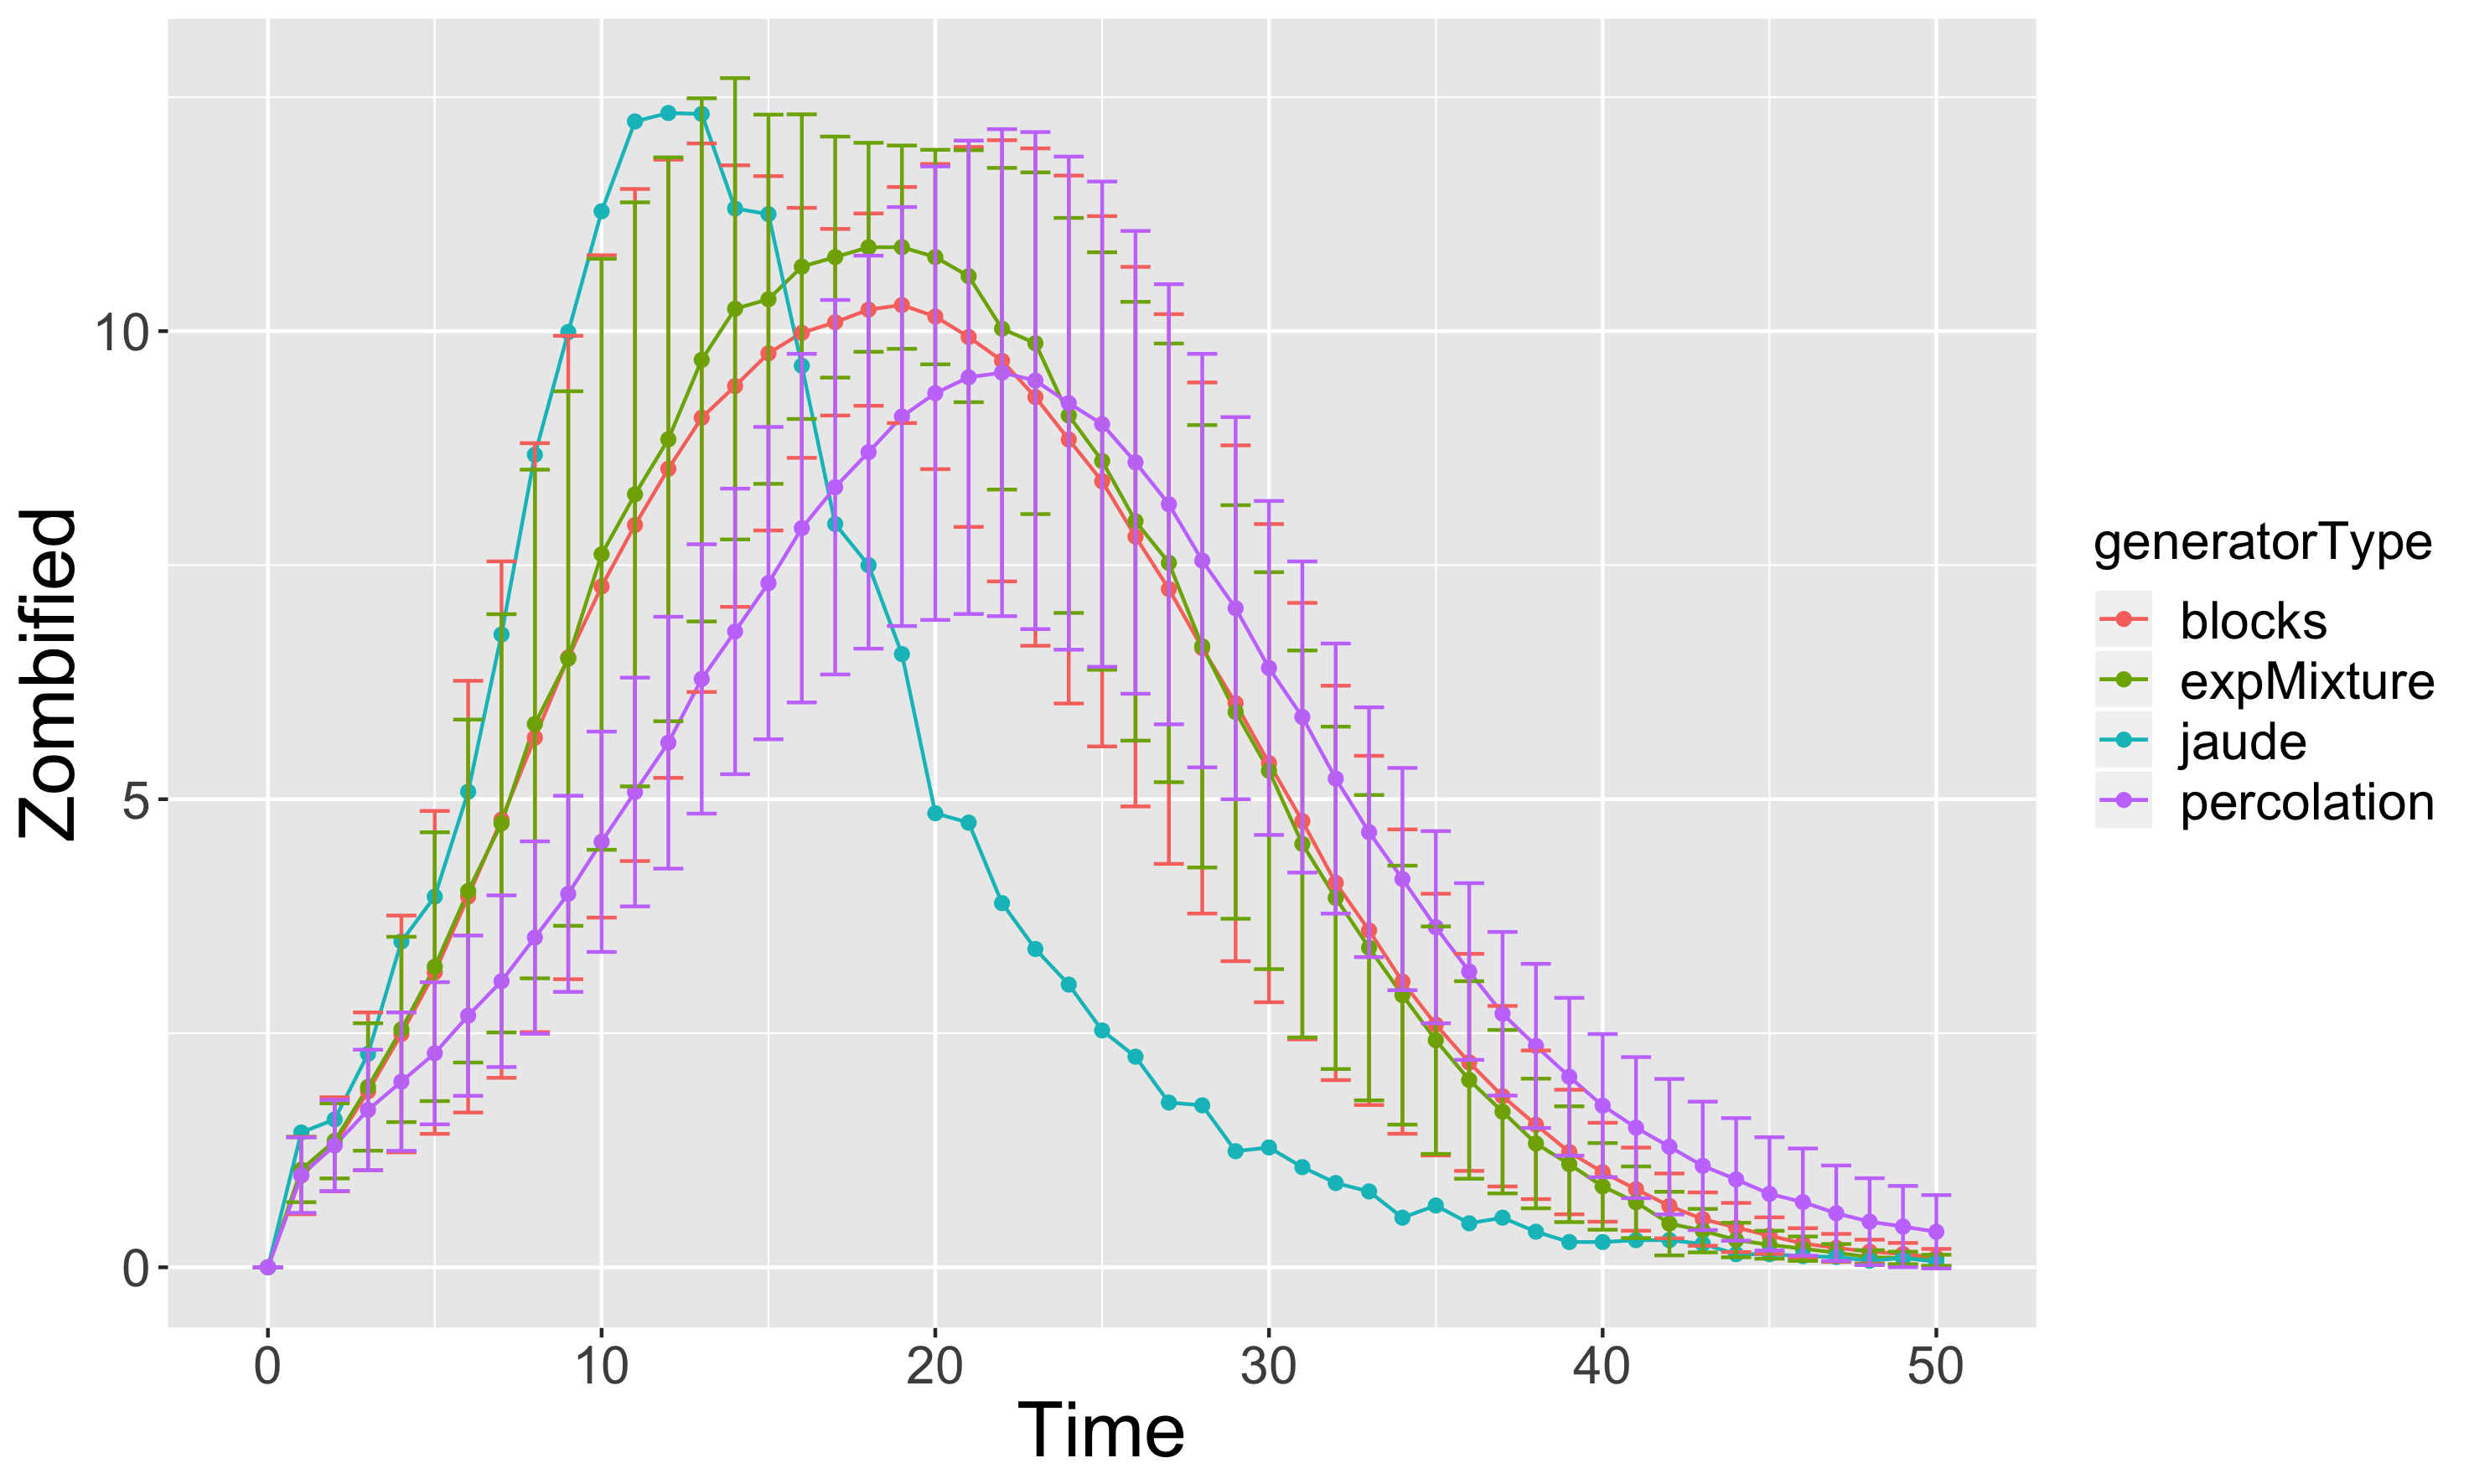 Zombified
10
5
0
0 10 20 30 40 50
Time
generatorType
blocks
expMixture
jaude
percolation